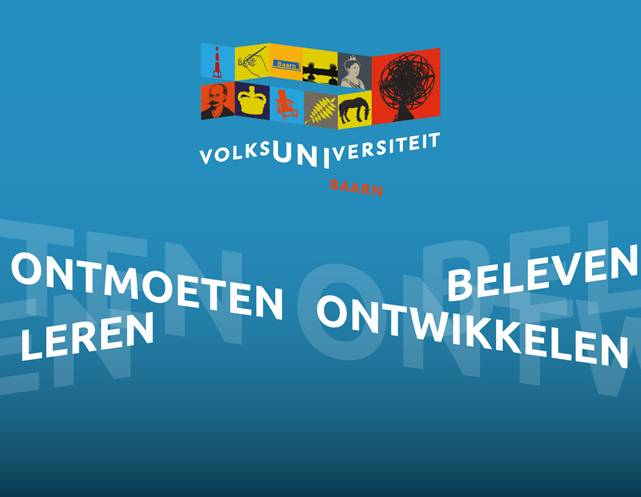 Baarn
VOLKSUNIVERSITEIT
BAARN
ONTMOETEN
BELEVEN
LEREN
ONTWIKKELEN